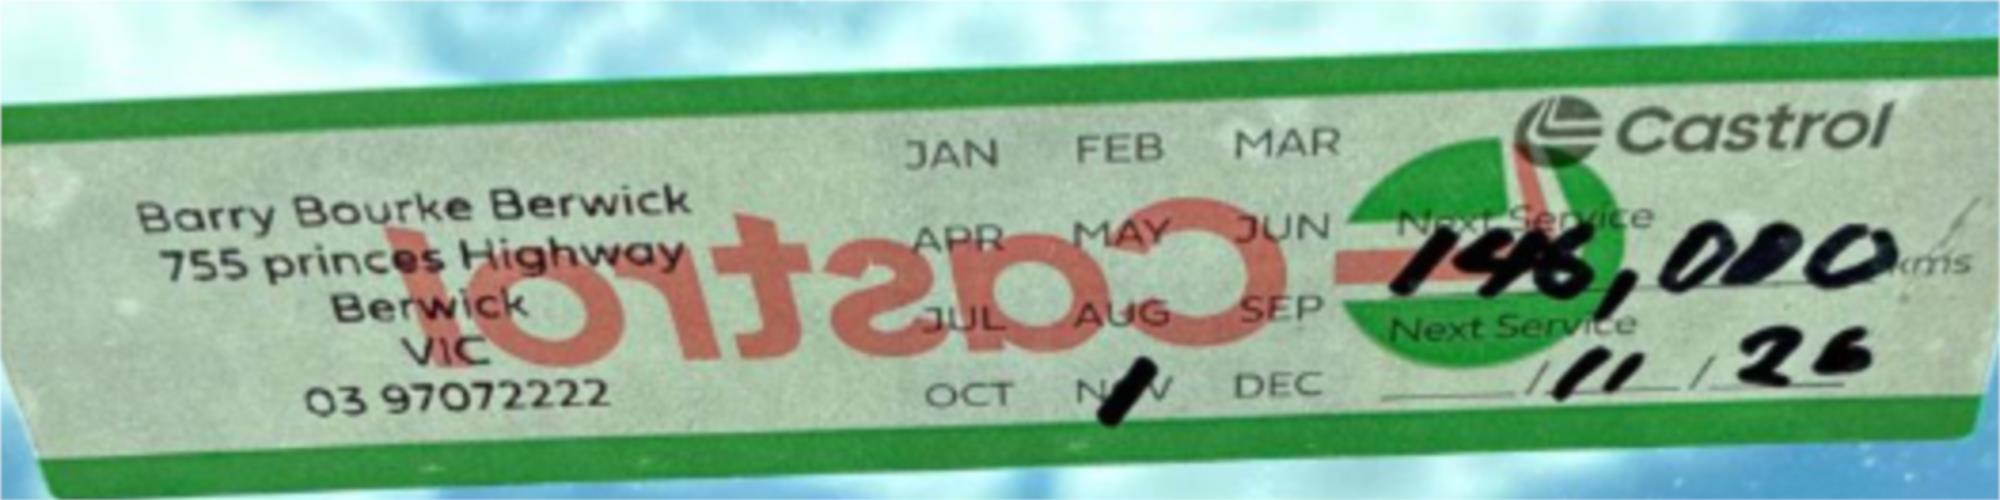 Castrol
JAN FEB MAR
Barry Bourke Berwick
755 princes Highway
Berwick
VIC
03 97072222
APR MAY JUN
JUL AUG SEP
OCT NOV DEC
Castrol
Next Service
146,000 kms
Next Service
/11/26